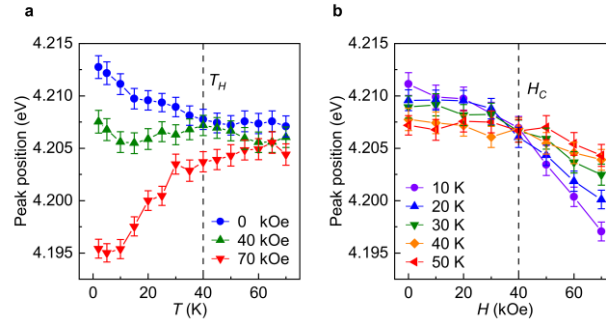 a
4.215
4.210
4.205
4.200
4.195
Peak position (eV)
T_H
0 kOe
40 kOe
70 kOe
0 20 40 60
T (K)
b
4.215
4.210
4.205
4.200
4.195
Peak position (eV)
H_C
10 K
20 K
30 K
40 K
50 K
0 20 40 60
H (kOe)